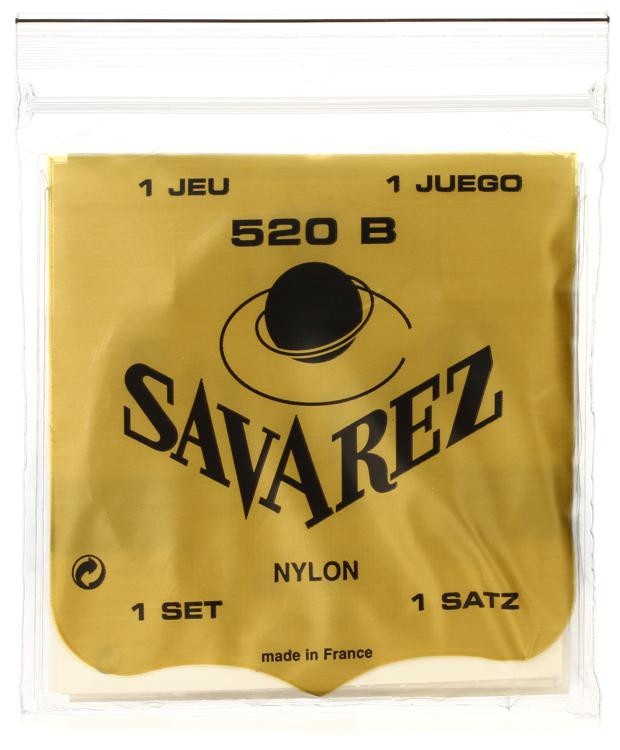 1 JEU 1 JUEGO
520 B
SAVAREZ
NYLON
1 SET 1 SATZ
made in France